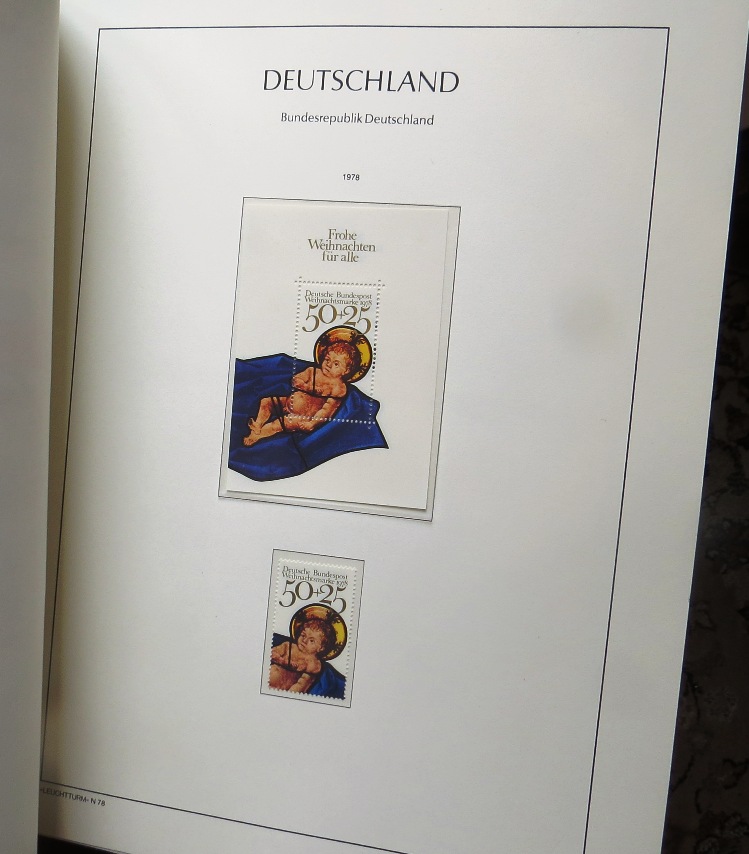 DEUTSCHLAND
Bundesrepublik Deutschland
1978
Frohe
Weihnachten
für alle
Deutsche Bundespost
Weihnachtsmarke 1978
50+25
Deutsche Bundespost
Weihnachtsmarke 1978
50+25
»LEUCHTTURM« N 78